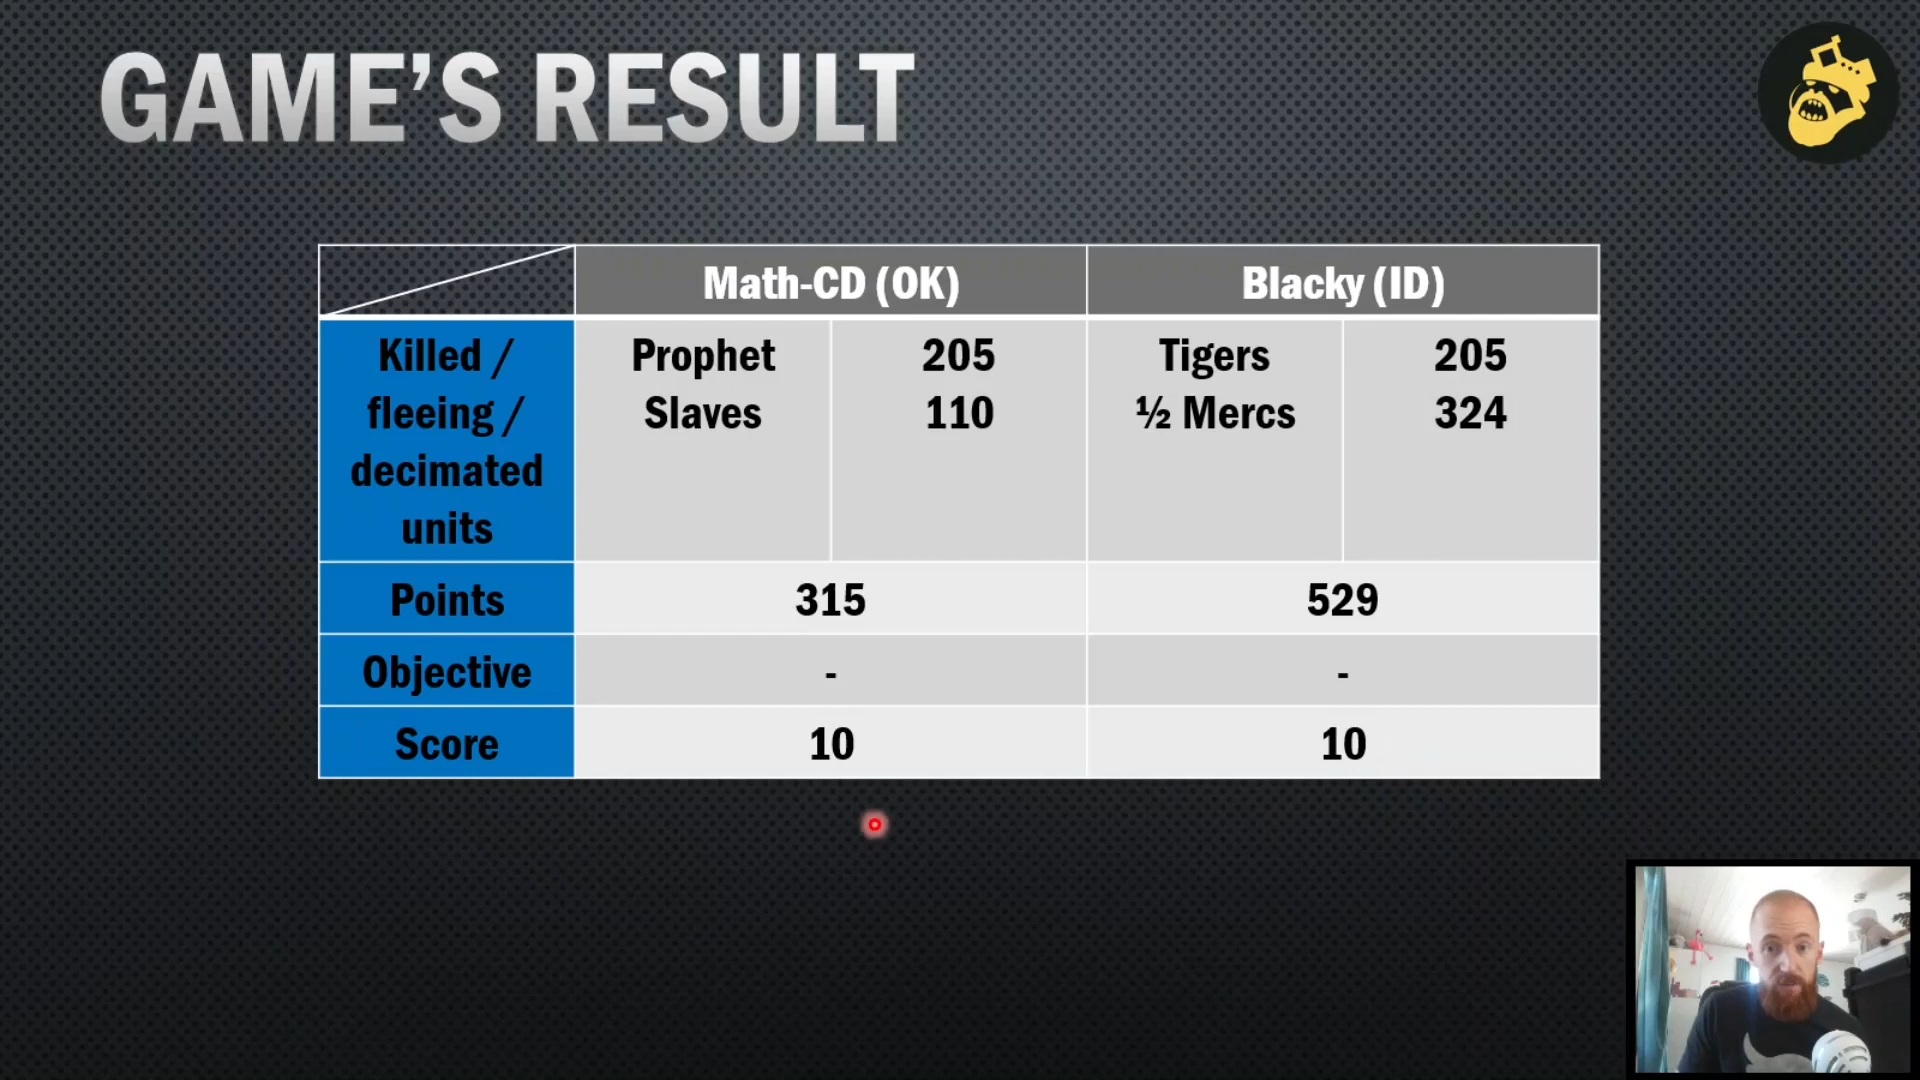 GAME'S RESULT
Math-CD (OK) Blacky (ID)
Killed / fleeing / decimated units
Prophet 205 Tigers 205
Slaves 110 ½ Mercs 324
Points 315 529
Objective - -
Score 10 10